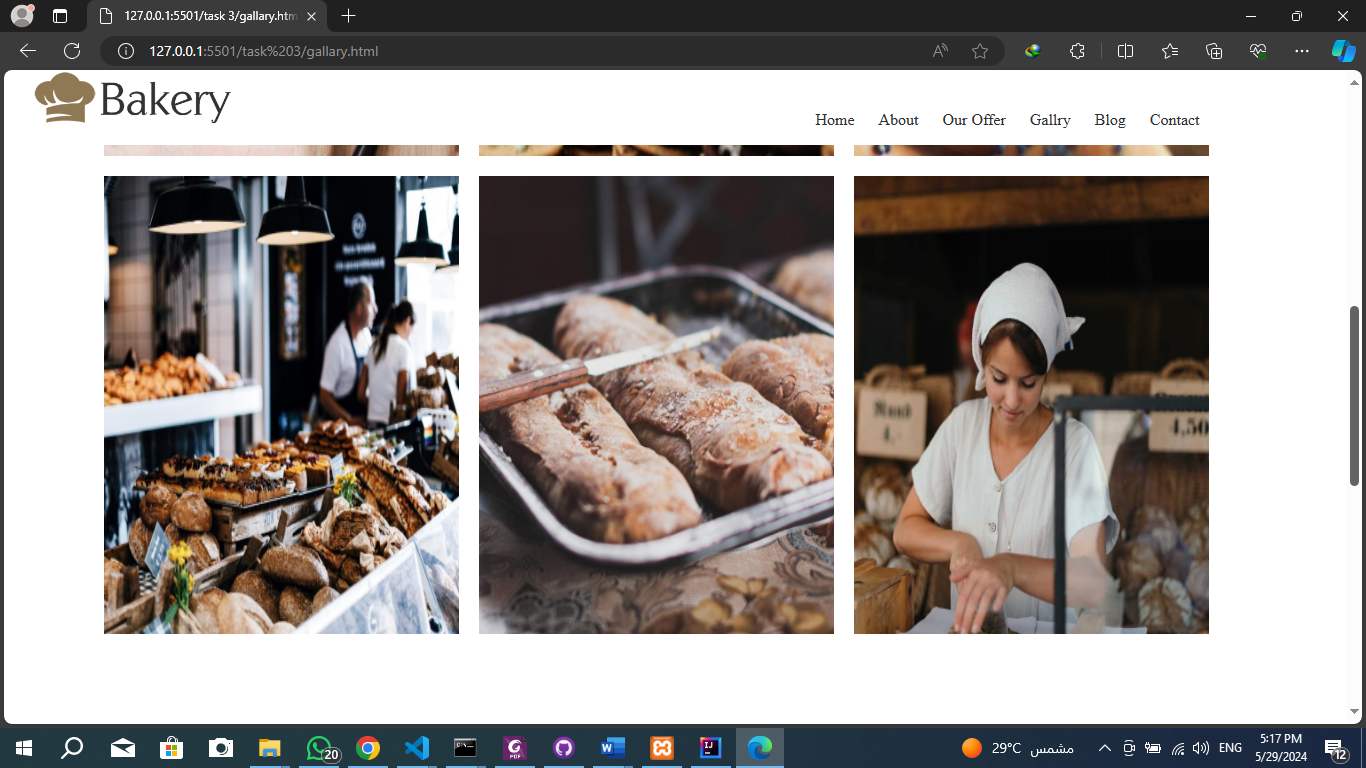 127.0.0.1:5501/task 3/gallary.htm
127.0.0.1:5501/task%203/gallary.html
Bakery
Home About Our Offer Gallry Blog Contact
4,-
4,50
20
29°C مشمس
ENG
5:17 PM
5/29/2024
12